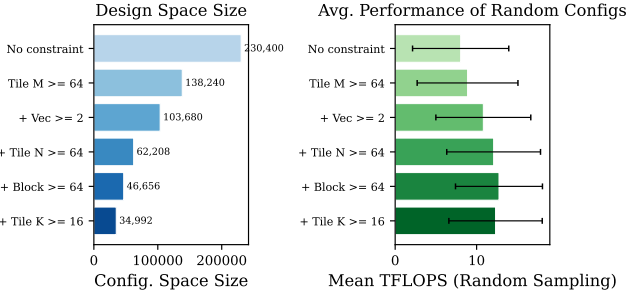 Design Space Size
No constraint
230,400
Tile M >= 64
138,240
+ Vec >= 2
103,680
+ Tile N >= 64
62,208
+ Block >= 64
46,656
+ Tile K >= 16
34,992
0 100000 200000
Config. Space Size
Avg. Performance of Random Configs
No constraint
Tile M >= 64
+ Vec >= 2
+ Tile N >= 64
+ Block >= 64
+ Tile K >= 16
0 10
Mean TFLOPS (Random Sampling)